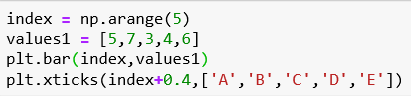 index = np.arange(5)
values1 = [5,7,3,4,6]
plt.bar(index,values1)
plt.xticks(index+0.4,['A','B','C','D','E'])